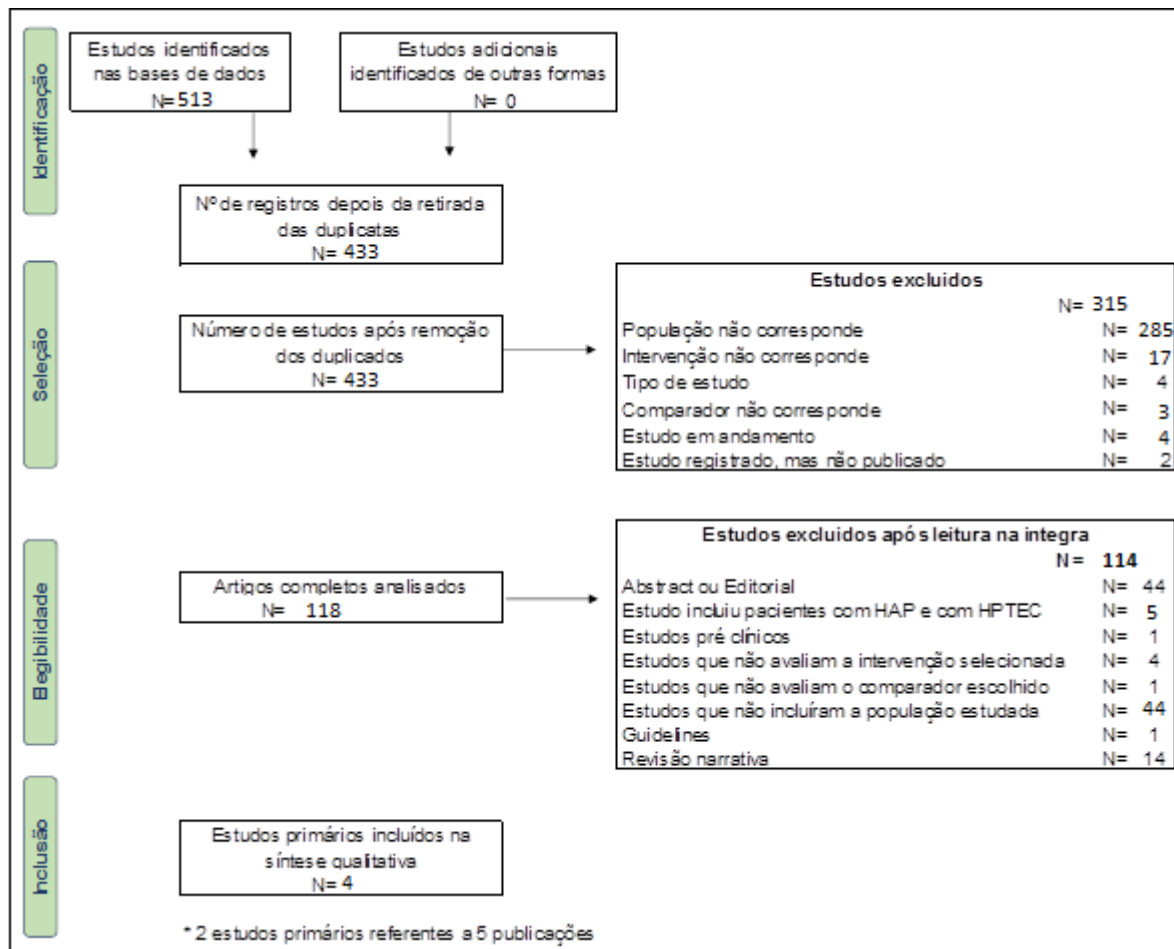 Identificação
Estudos identificados
nas bases de dados
N=513
Estudos adicionais
identificados de outras formas
N= 0
Nº de registros depois da retirada
das duplicatas
N= 433
Seleção
Número de estudos após remoção
dos duplicados
N= 433
Estudos excluidos
N= 315
População não corresponde N= 285
Intervenção não corresponde N= 17
Tipo de estudo N= 4
Comparador não corresponde N= 3
Estudo em andamento N= 4
Estudo registrado, mas não publicado N= 2
Elegibilidade
Artigos completos analisados
N= 118
Estudos excluidos após leitura na integra
N= 114
Abstract ou Editorial N= 44
Estudo incluiu pacientes com HAP e com HPTEC N= 5
Estudos pré clínicos N= 1
Estudos que não avaliam a intervenção selecionada N= 4
Estudos que não avaliam o comparador escolhido N= 1
Estudos que não incluíram a população estudada N= 44
Guidelines N= 1
Revisão narrativa N= 14
Inclusão
Estudos primários incluídos na
síntese qualitativa
N= 4
* 2 estudos primários referentes a 5 publicações